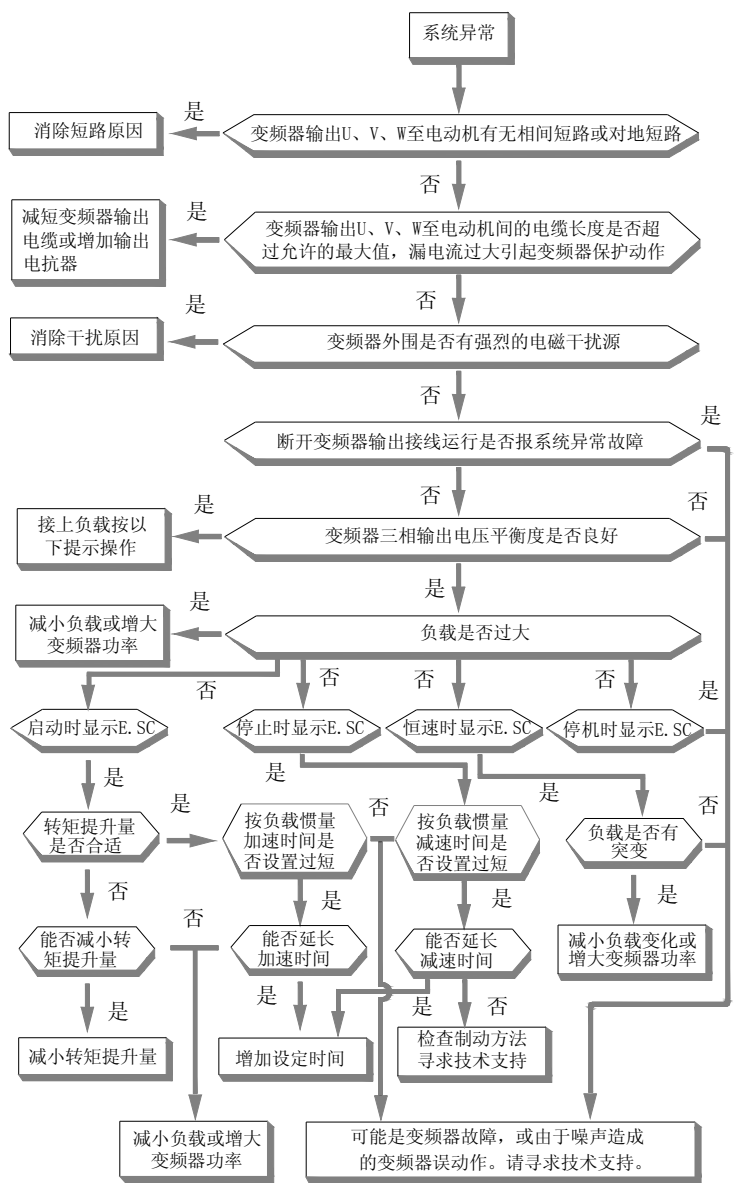 系统异常
是
消除短路原因
变频器输出U、V、W至电动机有无相间短路或对地短路
否
减短变频器输出
电缆或增加输出
电抗器
是
变频器输出U、V、W至电动机间的电缆长度是否超
过允许的最大值，漏电流过大引起变频器保护动作
否
是
消除干扰原因
变频器外围是否有强烈的电磁干扰源
否
是
断开变频器输出接线运行是否报系统异常故障
否
是
否
接上负载按以
下提示操作
变频器三相输出电压平衡度是否良好
是
是
减小负载或增大
变频器功率
负载是否过大
否
否
否
否
是
启动时显示E.SC
停止时显示E.SC
恒速时显示E.SC
停机时显示E.SC
是
是
是
是
否
否
转矩提升量
是否合适
按负载惯量
加速时间是
否设置过短
按负载惯量
减速时间是
否设置过短
负载是否有
突变
否
是
是
是
否
能否减小转
矩提升量
能否延长
加速时间
能否延长
减速时间
减小负载变化或
增大变频器功率
是
是
是
否
减小转矩提升量
增加设定时间
检查制动方法
寻求技术支持
减小负载或增大
变频器功率
可能是变频器故障，或由于噪声造成
的变频器误动作。请寻求技术支持。